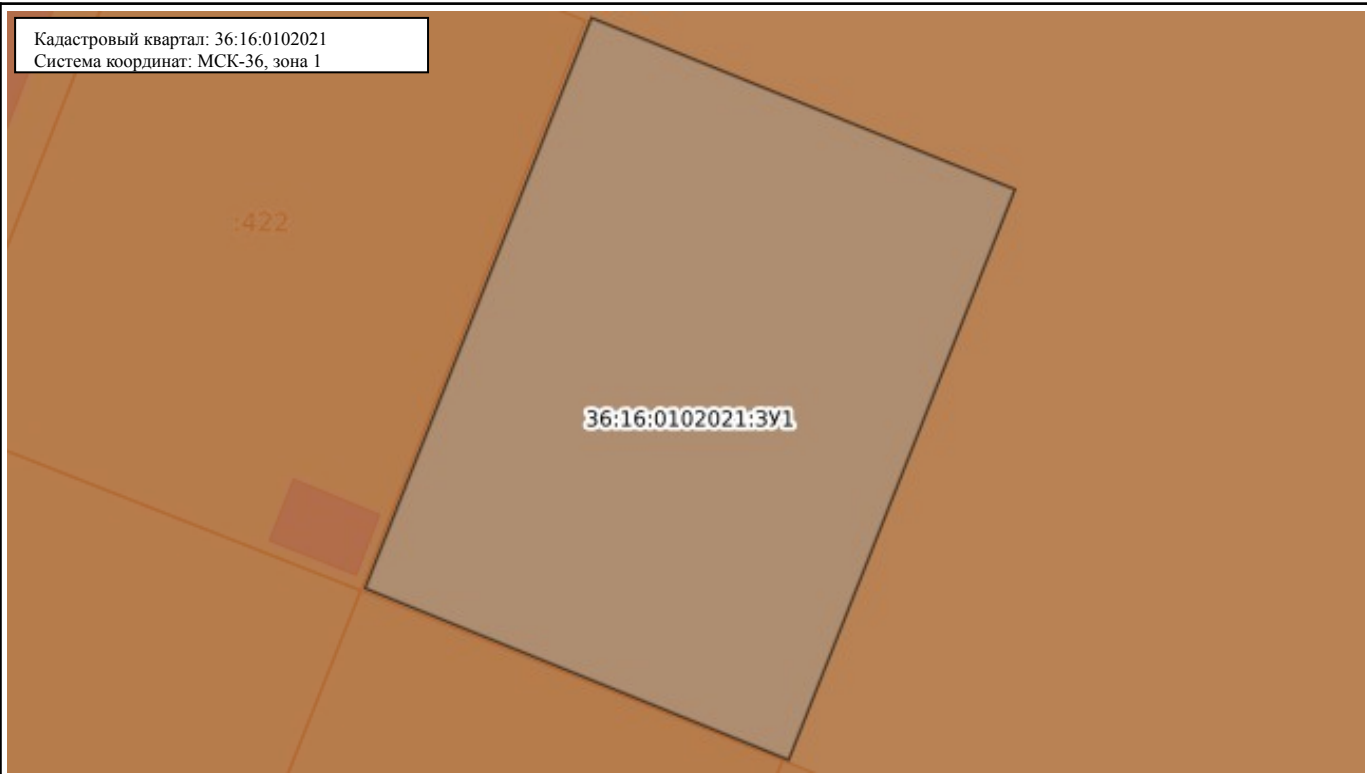 Кадастровый квартал: 36:16:0102021
Система координат: МСК-36, зона 1
:422
36:16:0102021:ЗУ1